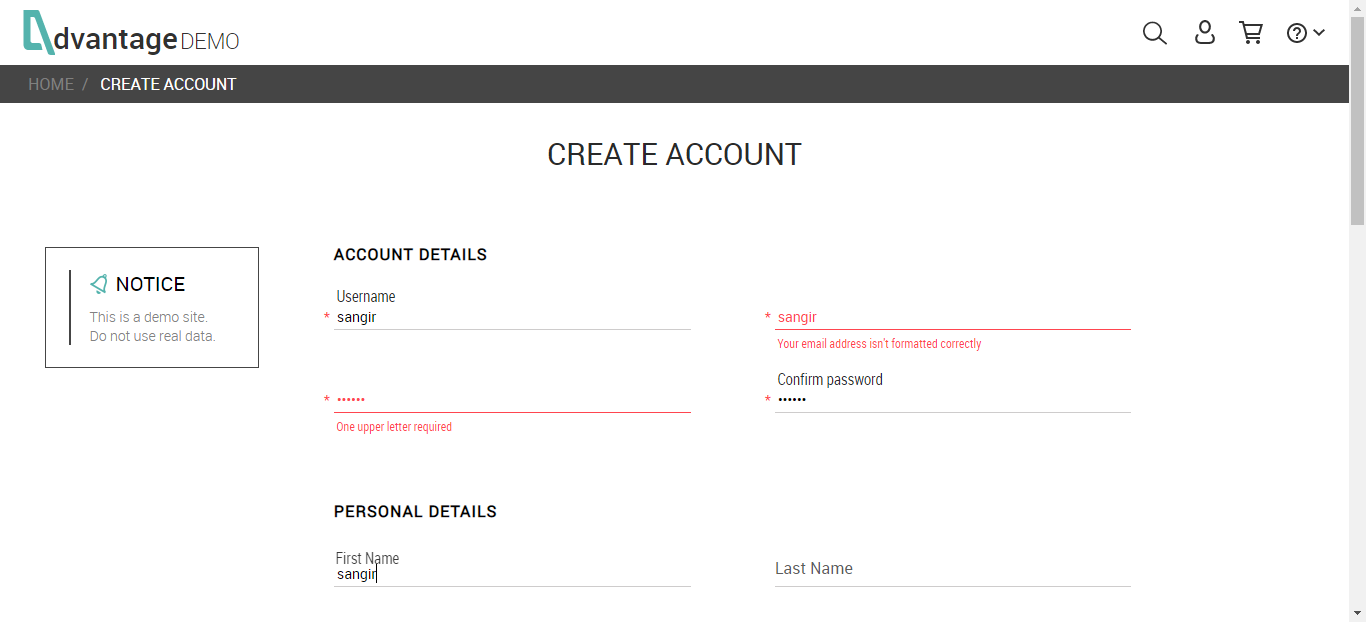 dvantage DEMO
HOME / CREATE ACCOUNT
CREATE ACCOUNT
NOTICE
This is a demo site.
Do not use real data.
ACCOUNT DETAILS
Username
* sangir
* sangir
Your email address isn't formatted correctly
* ••••••
One upper letter required
Confirm password
* ••••••
PERSONAL DETAILS
First Name
sangir
Last Name